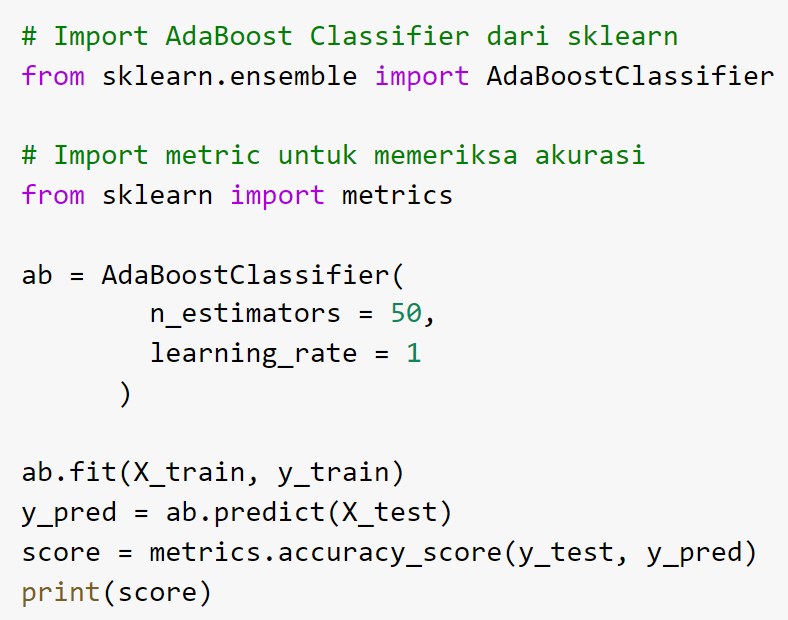 # Import AdaBoost Classifier dari sklearn
from sklearn.ensemble import AdaBoostClassifier
# Import metric untuk memeriksa akurasi
from sklearn import metrics
ab = AdaBoostClassifier(
n_estimators = 50,
learning_rate = 1
)
ab.fit(X_train, y_train)
y_pred = ab.predict(X_test)
score = metrics.accuracy_score(y_test, y_pred)
print(score)